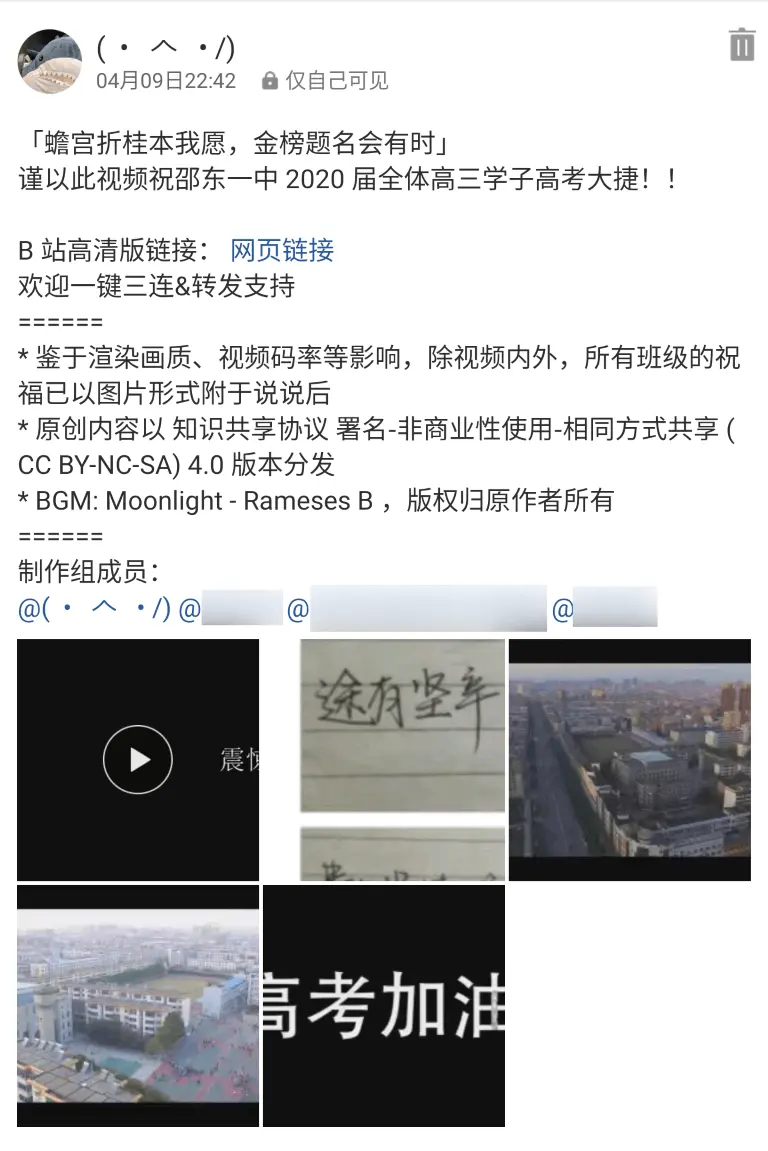 (・ ヘ ・/)
04月09日22:42 仅自己可见
「蟾宫折桂本我愿，金榜题名会有时」
谨以此视频祝邵东一中 2020 届全体高三学子高考大捷！！
B 站高清版链接： 网页链接
欢迎一键三连&转发支持
======
* 鉴于渲染画质、视频码率等影响，除视频内外，所有班级的祝
福已以图片形式附于说说后
* 原创内容以 知识共享协议 署名-非商业性使用-相同方式共享 (
CC BY-NC-SA) 4.0 版本分发
* BGM: Moonlight - Rameses B ，版权归原作者所有
======
制作组成员：
@(・ ヘ ・/) @ @ @
震
途有坚牢
高考加油